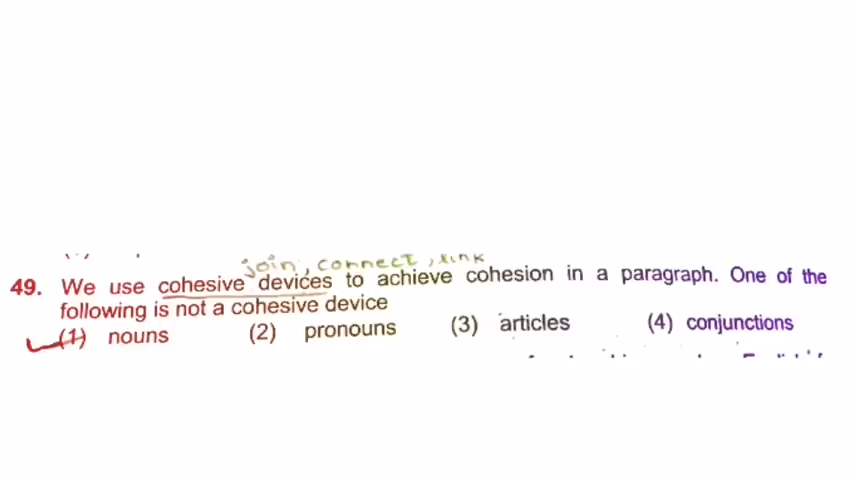 join, connect, link
49. We use cohesive devices to achieve cohesion in a paragraph. One of the
following is not a cohesive device
(1) nouns (2) pronouns (3) articles (4) conjunctions